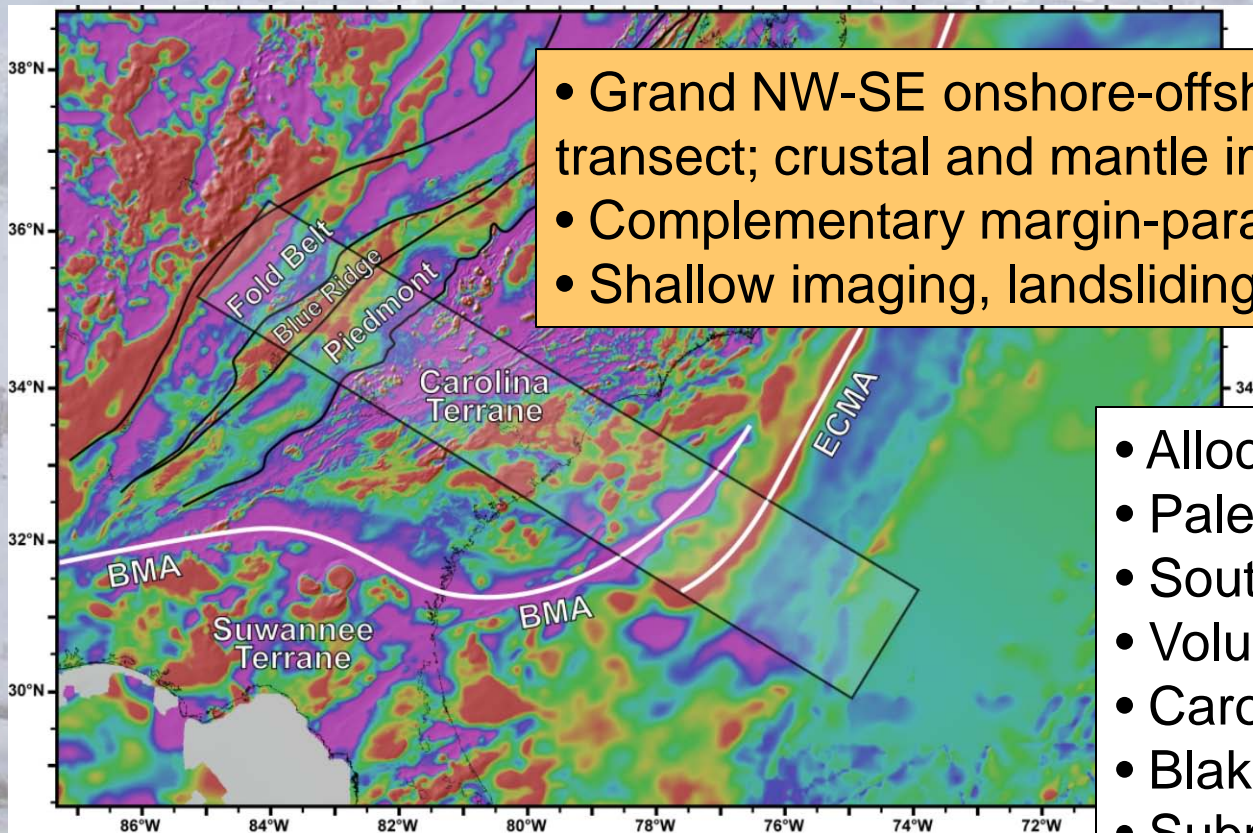 38°N
36°N
34°N
32°N
30°N
86°W
84°W
82°W
80°W
78°W
76°W
74°W
72°W
34
Fold Belt
Blue Ridge
Piedmont
Carolina
Terrane
ECMA
BMA
BMA
Suwannee
Terrane
• Grand NW-SE onshore-offsh
transect; crustal and mantle
• Complementary margin-para
• Shallow imaging, landsliding
• Alloc
• Pale
• Sout
• Volu
• Caro
• Blak